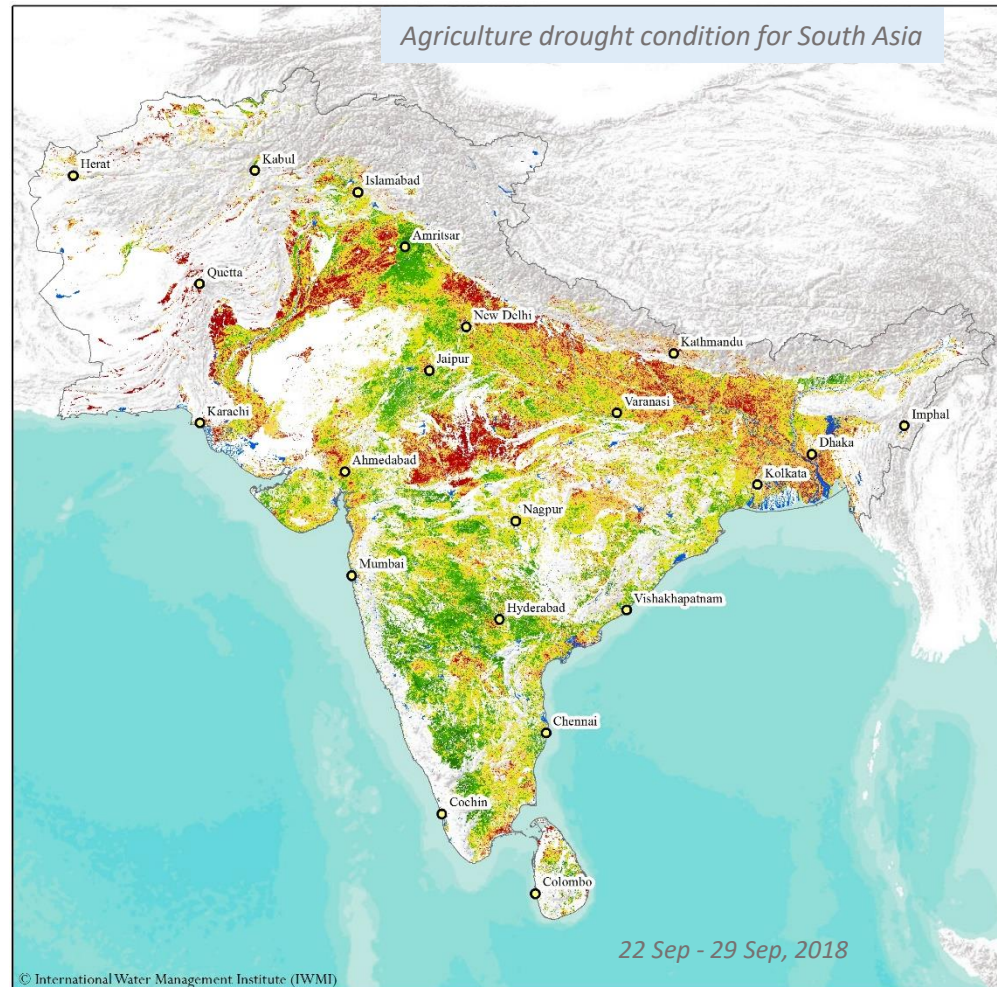 Agriculture drought condition for South Asia
Herat
Kabul
Islamabad
Amritsar
Quetta
New Delhi
Kathmandu
Jaipur
Varanasi
Karachi
Imphal
Dhaka
Ahmedabad
Kolkata
Nagpur
Mumbai
Vishakhapatnam
Hyderabad
Chennai
Cochin
Colombo
22 Sep - 29 Sep, 2018
© International Water Management Institute (IWMI)